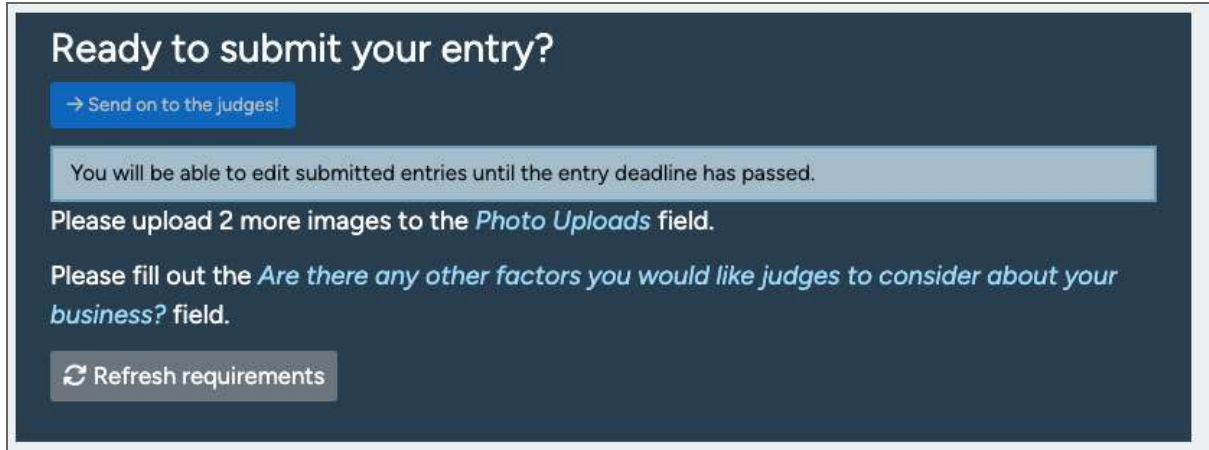 Ready to submit your entry?
→ Send on to the judges!
You will be able to edit submitted entries until the entry deadline has passed.
Please upload 2 more images to the Photo Uploads field.
Please fill out the Are there any other factors you would like judges to consider about your
business? field.
Refresh requirements